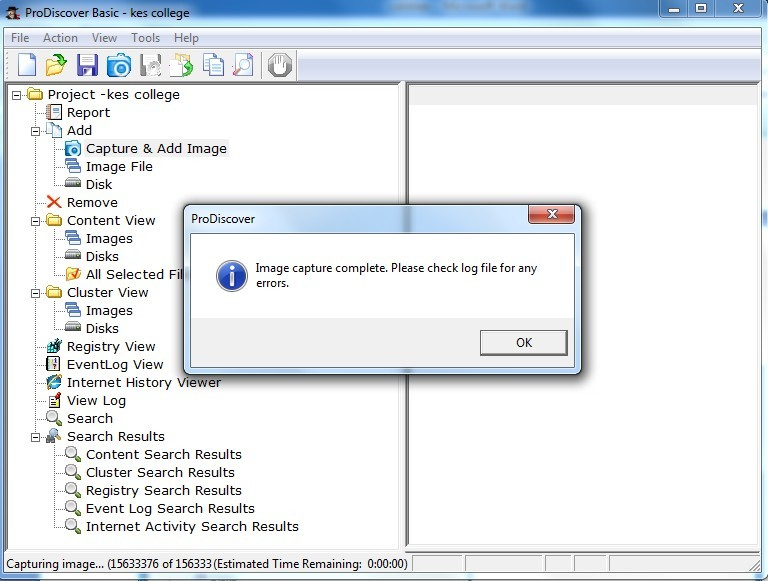 ProDiscover Basic - kes college
File Action View Tools Help
Project -kes college
Report
Add
Capture & Add Image
Image File
Disk
Remove
Content View
Images
Disks
All Selected Fil
Cluster View
Images
Disks
Registry View
EventLog View
Internet History Viewer
View Log
Search
Search Results
Content Search Results
Cluster Search Results
Registry Search Results
Event Log Search Results
Internet Activity Search Results
ProDiscover
Image capture complete. Please check log file for any
errors.
OK
Capturing image... (15633376 of 156333(Estimated Time Remaining: 0:00:00)